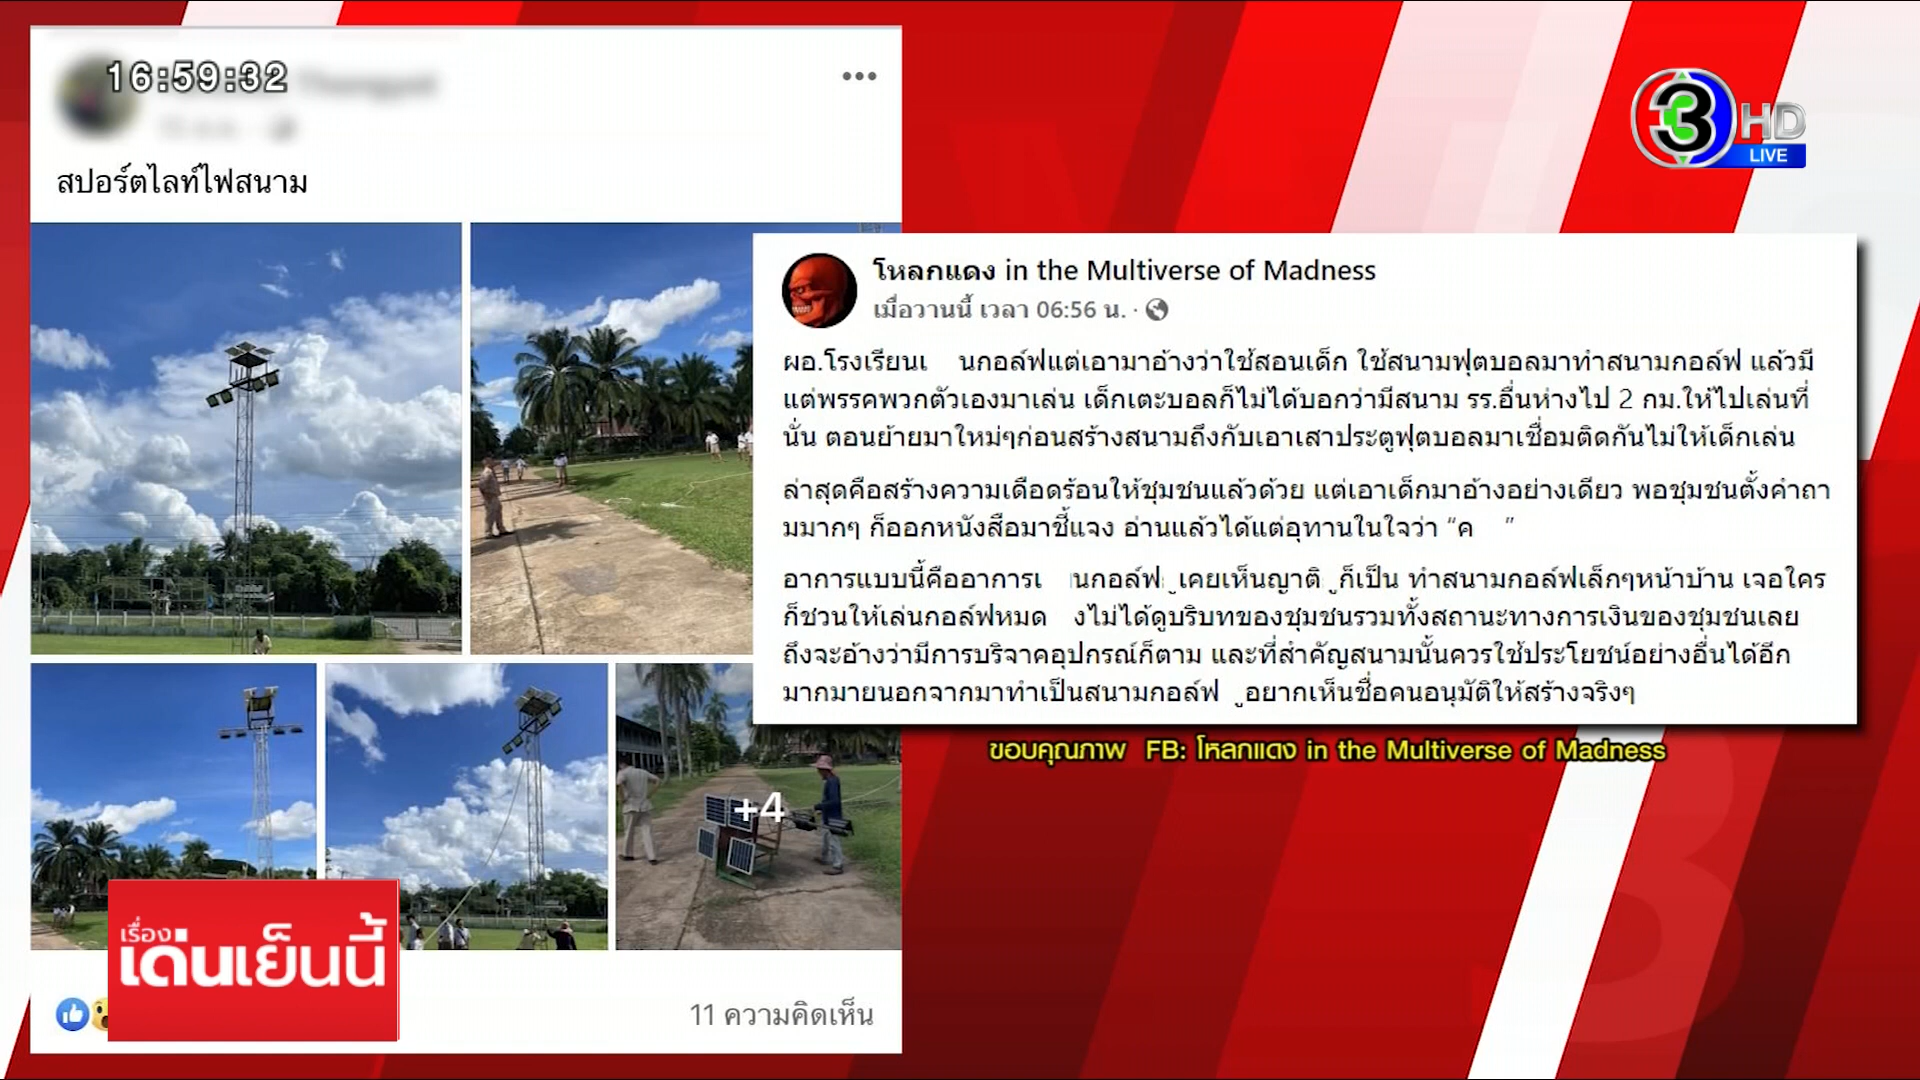 16:59:32
สปอร์ตไลท์ไฟสนาม
+4
11 ความคิดเห็น
เรื่อง
เด่นเย็นนี้
3 HD
LIVE
โหลกแดง in the Multiverse of Madness
เมื่อวานนี้ เวลา 06:56 น. ·
ผอ.โรงเรียนเ นกอล์ฟแต่เอามาอ้างว่าใช้สอนเด็ก ใช้สนามฟุตบอลมาทำสนามกอล์ฟ แล้วมี
แต่พรรคพวกตัวเองมาเล่น เด็กเตะบอลก็ไม่ได้บอกว่ามีสนาม รร.อื่นห่างไป 2 กม.ให้ไปเล่นที่
นั่น ตอนย้ายมาใหม่ๆก่อนสร้างสนามถึงกับเอาเสาประตูฟุตบอลมาเชื่อมติดกันไม่ให้เด็กเล่น
ล่าสุดคือสร้างความเดือดร้อนให้ชุมชนแล้วด้วย แต่เอาเด็กมาอ้างอย่างเดียว พอชุมชนตั้งคำถา
มมากๆ ก็ออกหนังสือมาชี้แจง อ่านแล้วได้แต่อุทานในใจว่า “ค ”
อาการแบบนี้คืออาการเ นกอล์ฟ เคยเห็นญาติ ก็เป็น ทำสนามกอล์ฟเล็กๆหน้าบ้าน เจอใคร
ก็ชวนให้เล่นกอล์ฟหมด งไม่ได้ดูบริบทของชุมชนรวมทั้งสถานะทางการเงินของชุมชนเลย
ถึงจะอ้างว่ามีการบริจาคอุปกรณ์ก็ตาม และที่สำคัญสนามนั้นควรใช้ประโยชน์อย่างอื่นได้อีก
มากมายนอกจากมาทำเป็นสนามกอล์ฟ อยากเห็นชื่อคนอนุมัติให้สร้างจริงๆ
ขอบคุณภาพ FB: โหลกแดง in the Multiverse of Madness